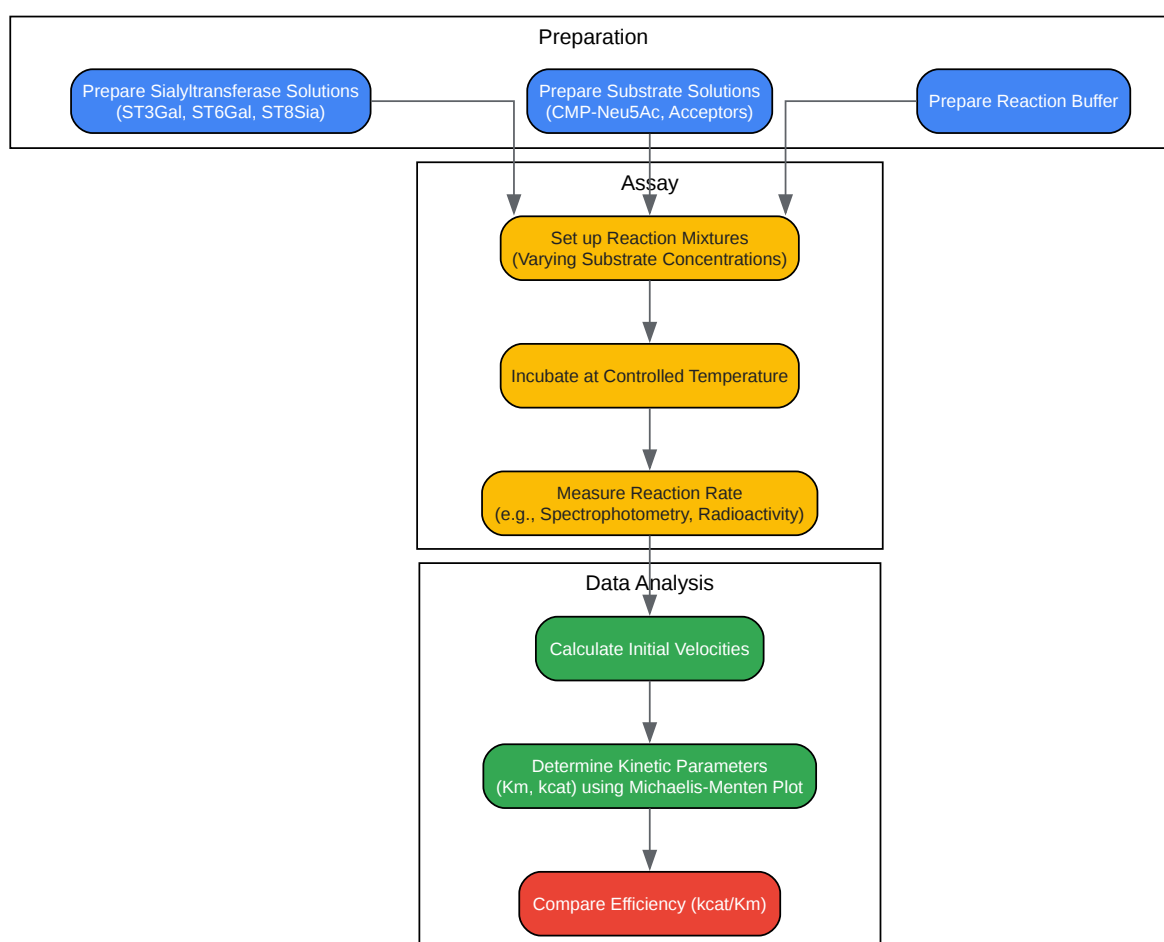 Preparation
Prepare Sialyltransferase Solutions
(ST3Gal, ST6Gal, ST8Sia)
Prepare Substrate Solutions
(CMP-Neu5Ac, Acceptors)
Prepare Reaction Buffer
Assay
Set up Reaction Mixtures
(Varying Substrate Concentrations)
Incubate at Controlled Temperature
Measure Reaction Rate
(e.g., Spectrophotometry, Radioactivity)
Data Analysis
Calculate Initial Velocities
Determine Kinetic Parameters
(Km, kcat) using Michaelis-Menten Plot
Compare Efficiency (kcat/Km)